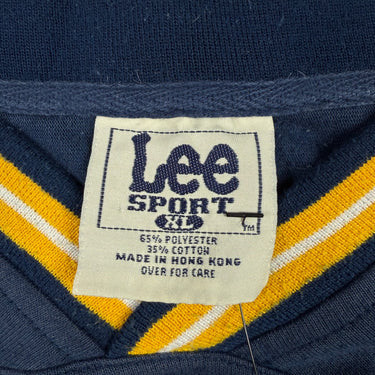 Lee
SPORT
XL
TM
65% POLYESTER
35% COTTON
MADE IN HONG KONG
OVER FOR CARE